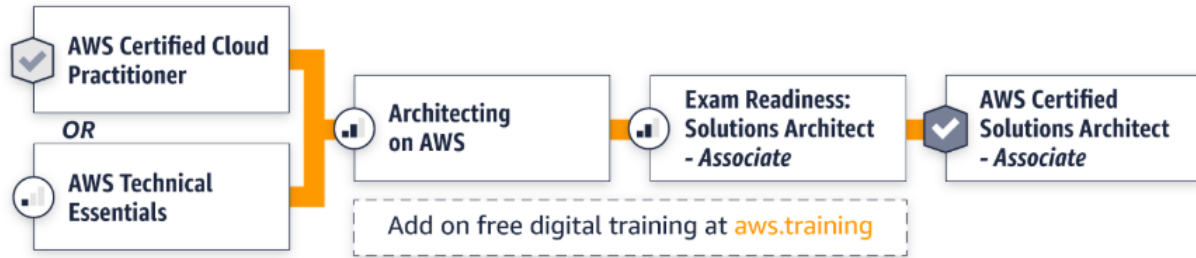 AWS Certified Cloud
Practitioner
OR
AWS Technical
Essentials
Architecting
on AWS
Exam Readiness:
Solutions Architect
- Associate
AWS Certified
Solutions Architect
- Associate
Add on free digital training at aws.training